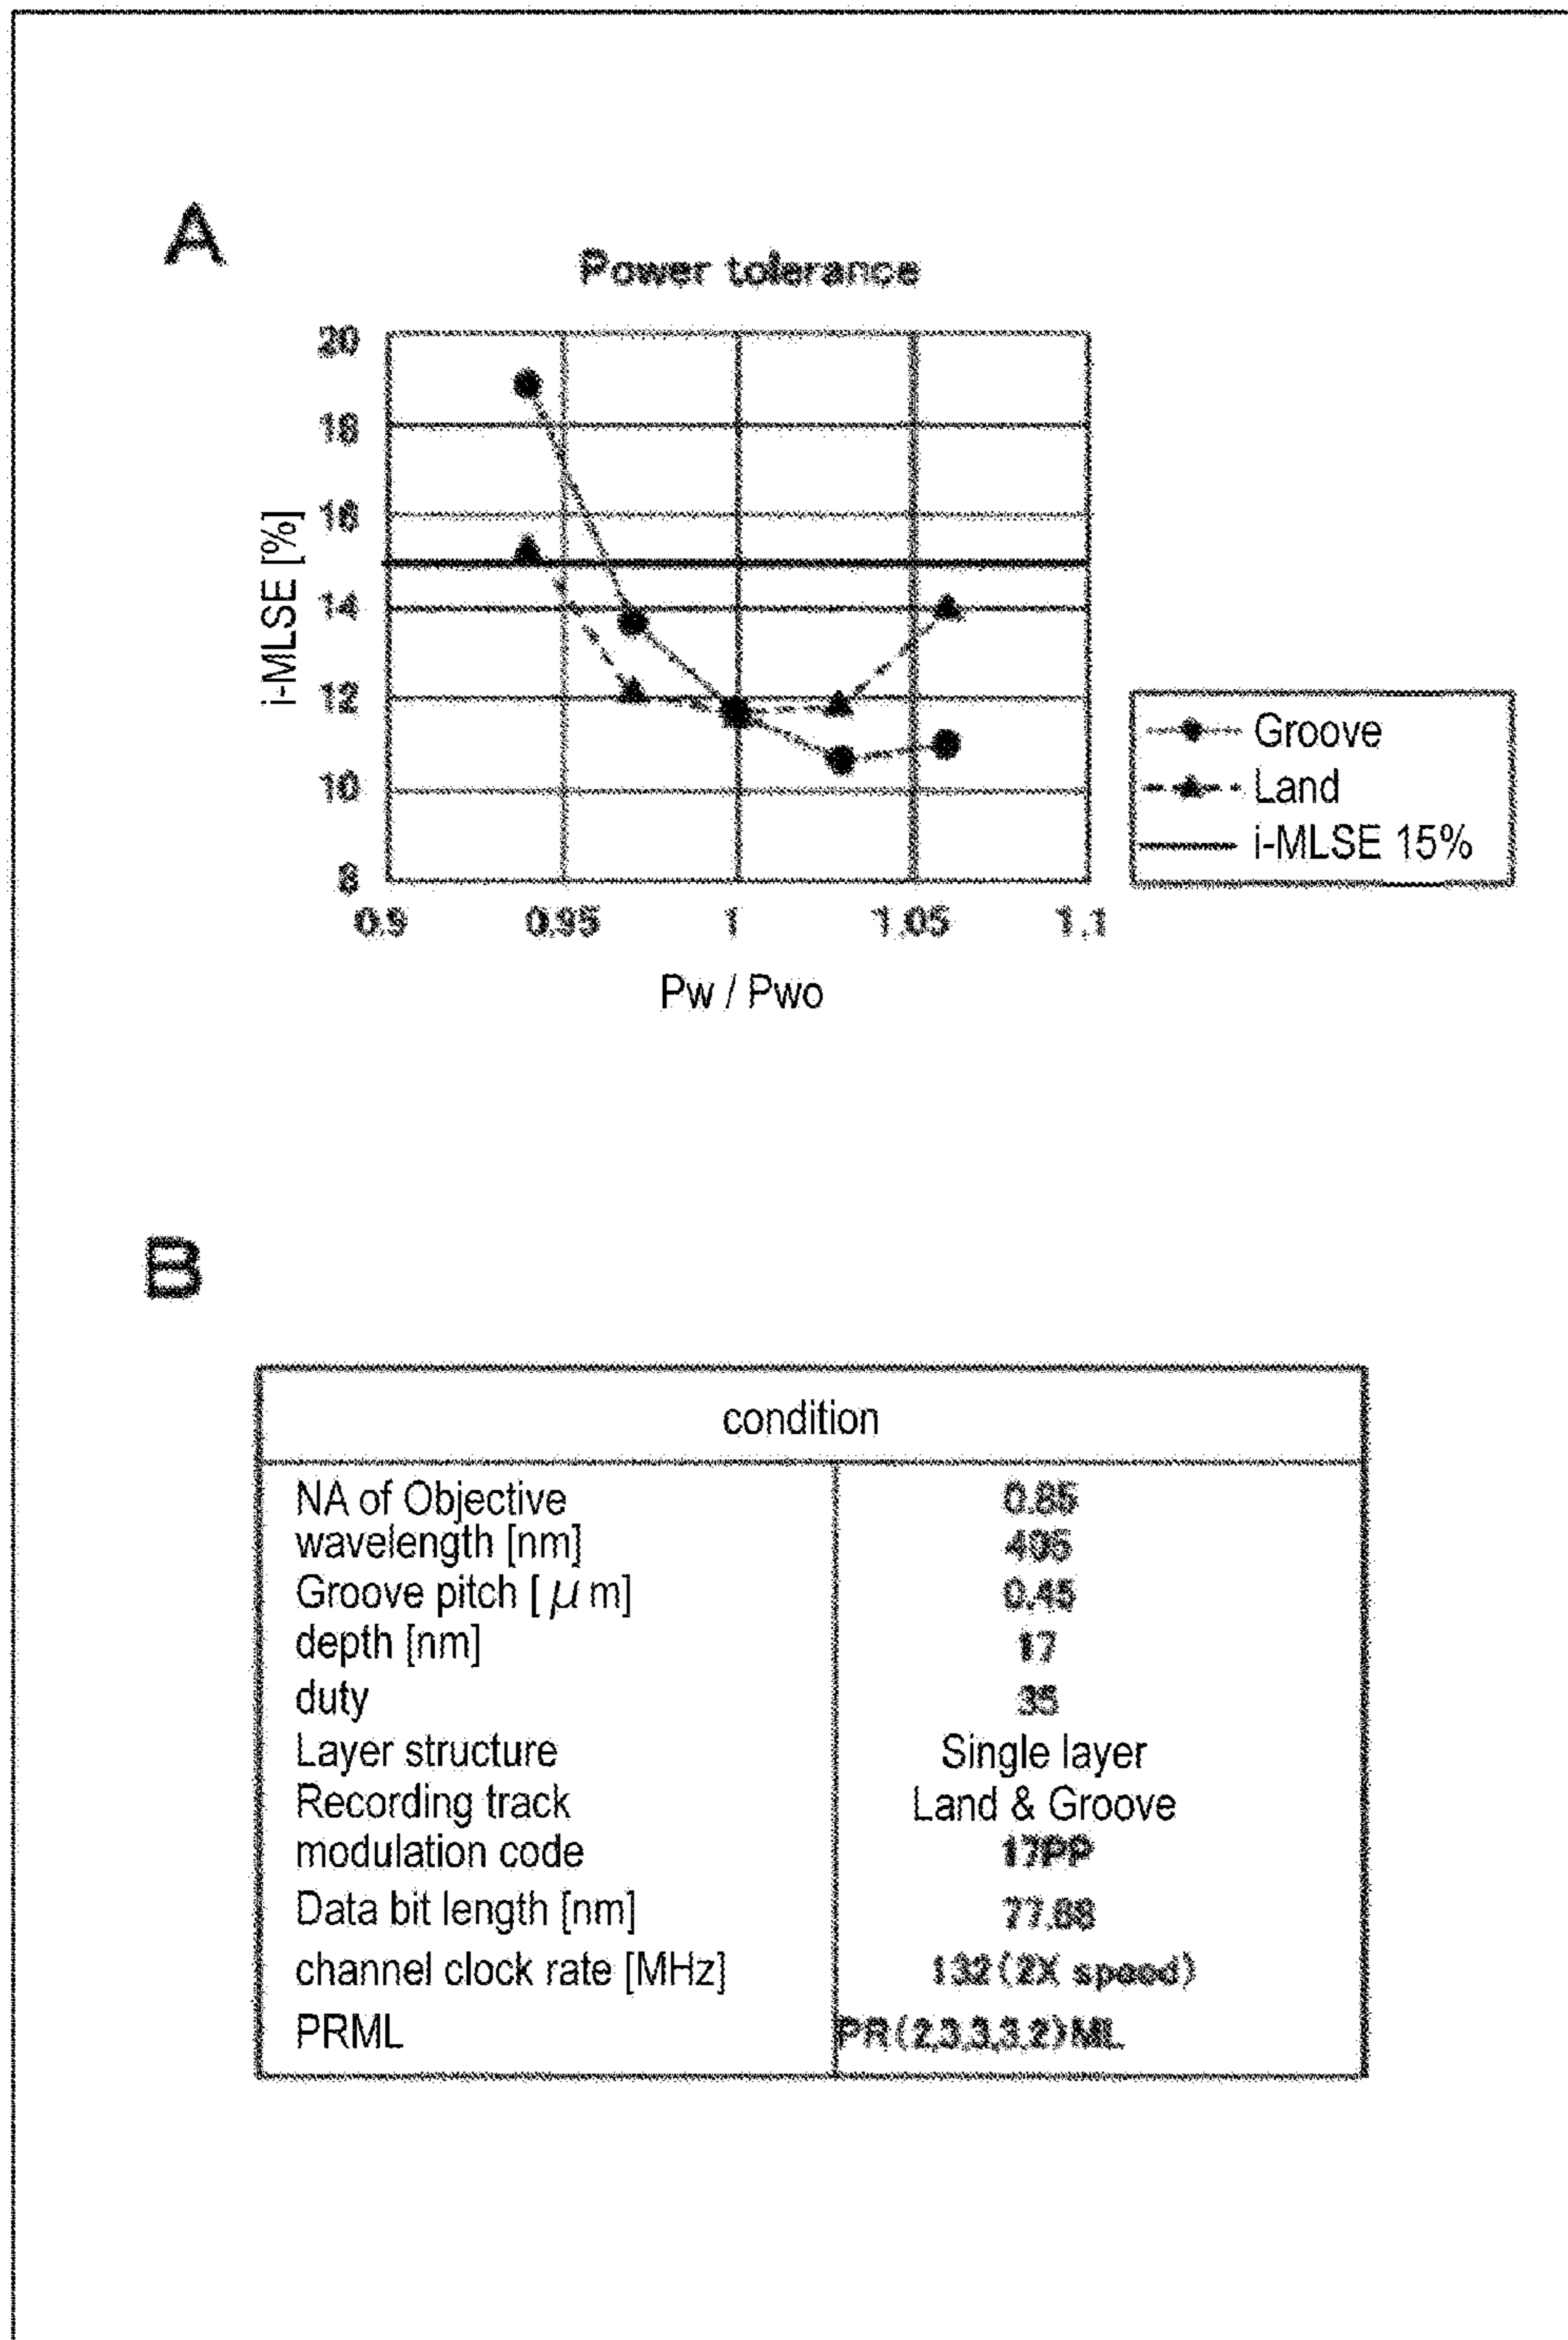 A
Power tolerance
20
18
16
14
12
10
8
i-MLSE [%]
0.9 0.95 1 1.05 1.1
Pw / Pwo
Groove
Land
i-MLSE 15%
B
condition
NA of Objective 0.85
wavelength [nm] 405
Groove pitch [ μ m] 0.45
depth [nm] 17
duty 35
Layer structure Single layer
Recording track Land & Groove
modulation code 17PP
Data bit length [nm]
channel clock rate [MHz] 132(2X speed)
PRML PR(2,3,3,3,2)ML